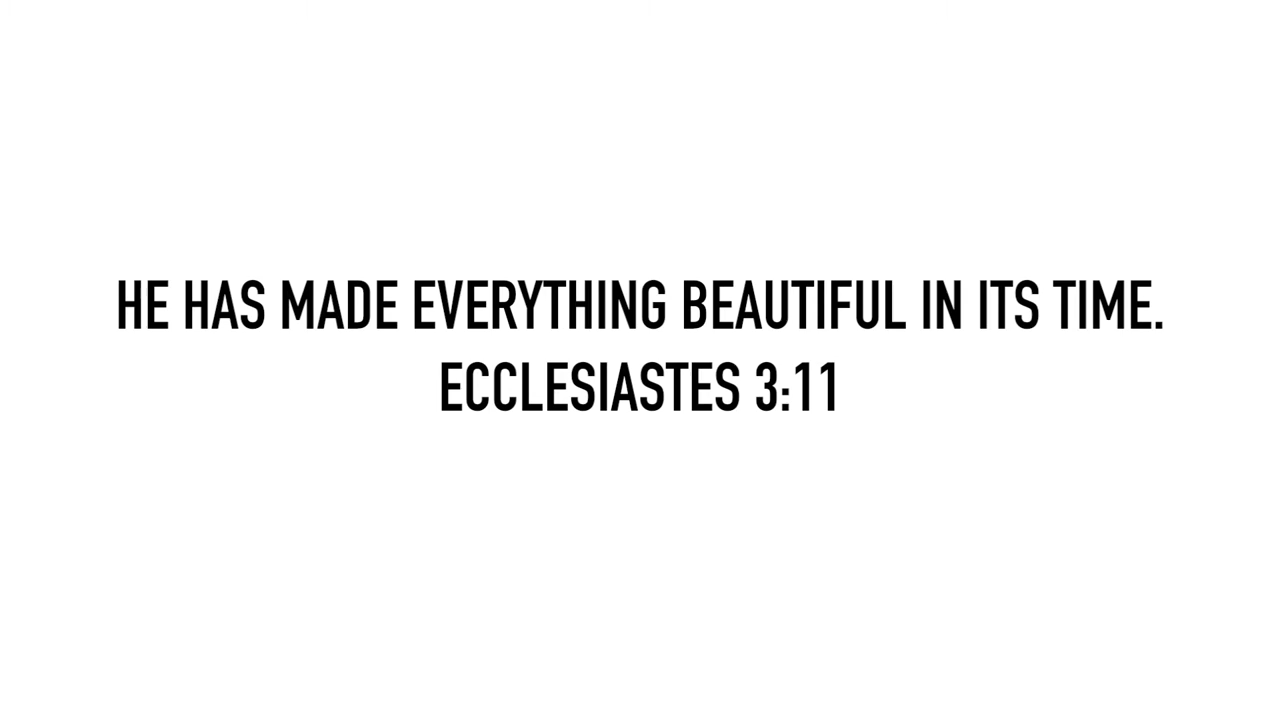 HE HAS MADE EVERYTHING BEAUTIFUL IN ITS TIME.
ECCLESIASTES 3:11